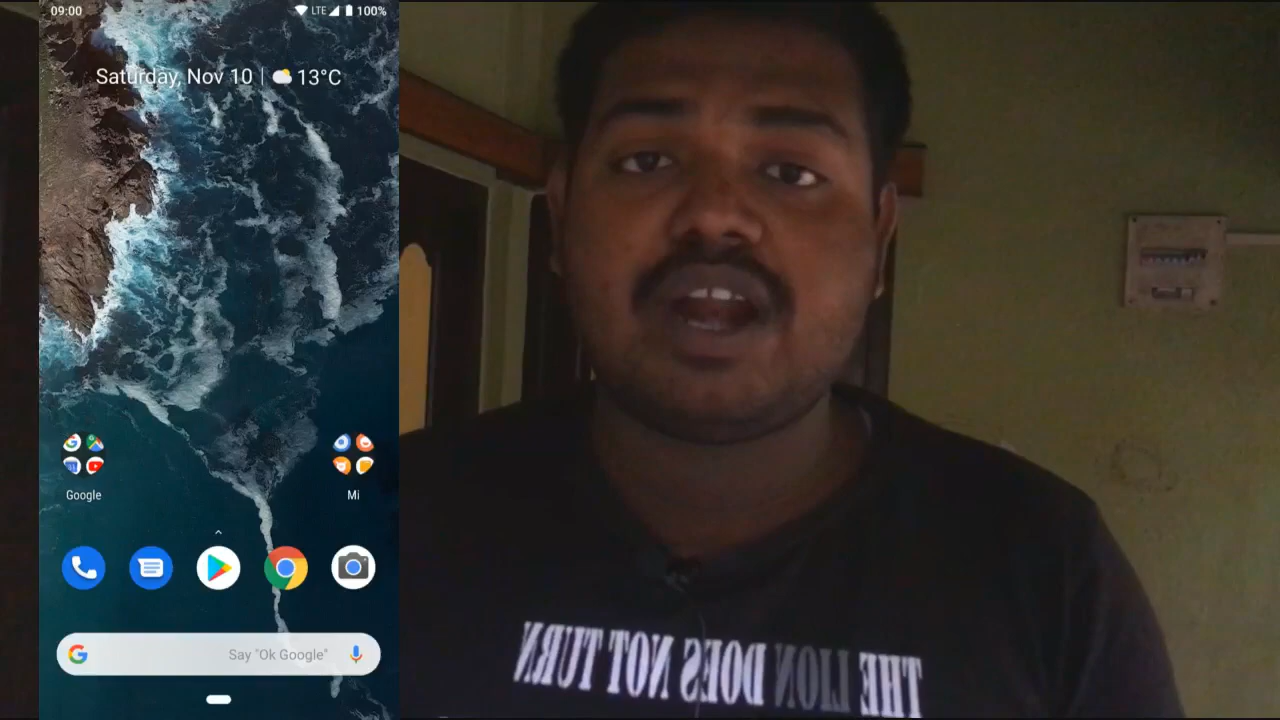 09:00 LTE 100%
Saturday, Nov 10 | 13°C
Google Mi
Say "Ok Google"
THE LION DOES NOT TURN